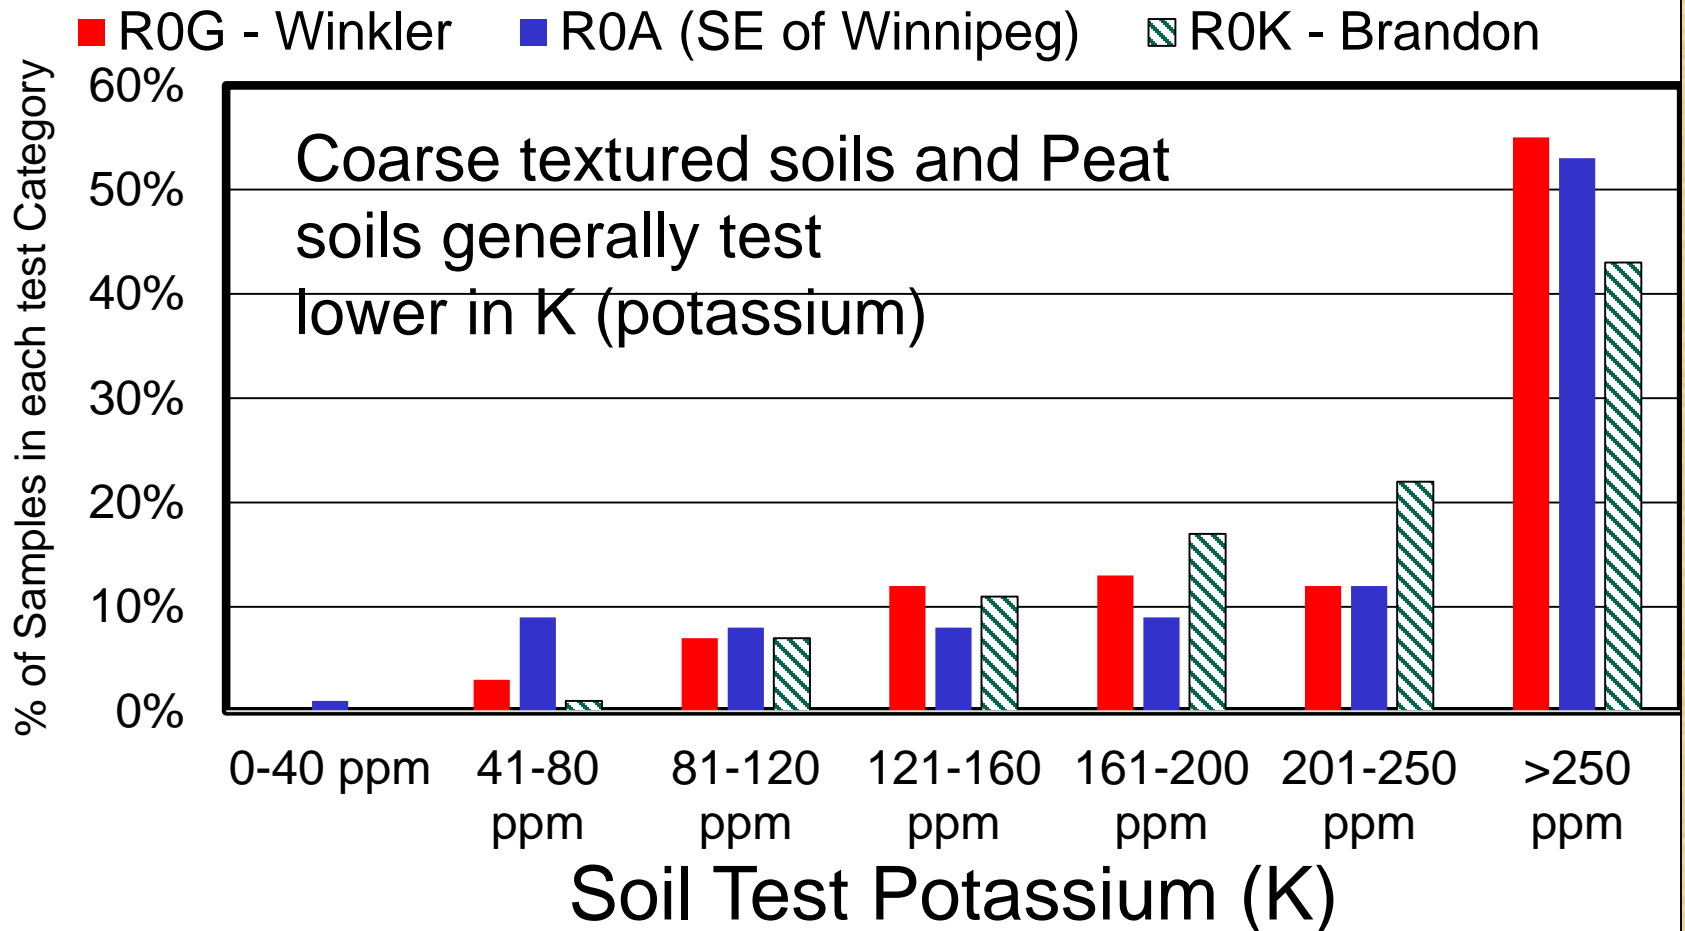 R0G - Winkler R0A (SE of Winnipeg) R0K - Brandon
% of Samples in each test Category
60%
50%
40%
30%
20%
10%
0%
Coarse textured soils and Peat
soils generally test
lower in K (potassium)
0-40 ppm 41-80 81-120 121-160 161-200 201-250 >250
ppm ppm ppm ppm ppm ppm
Soil Test Potassium (K)